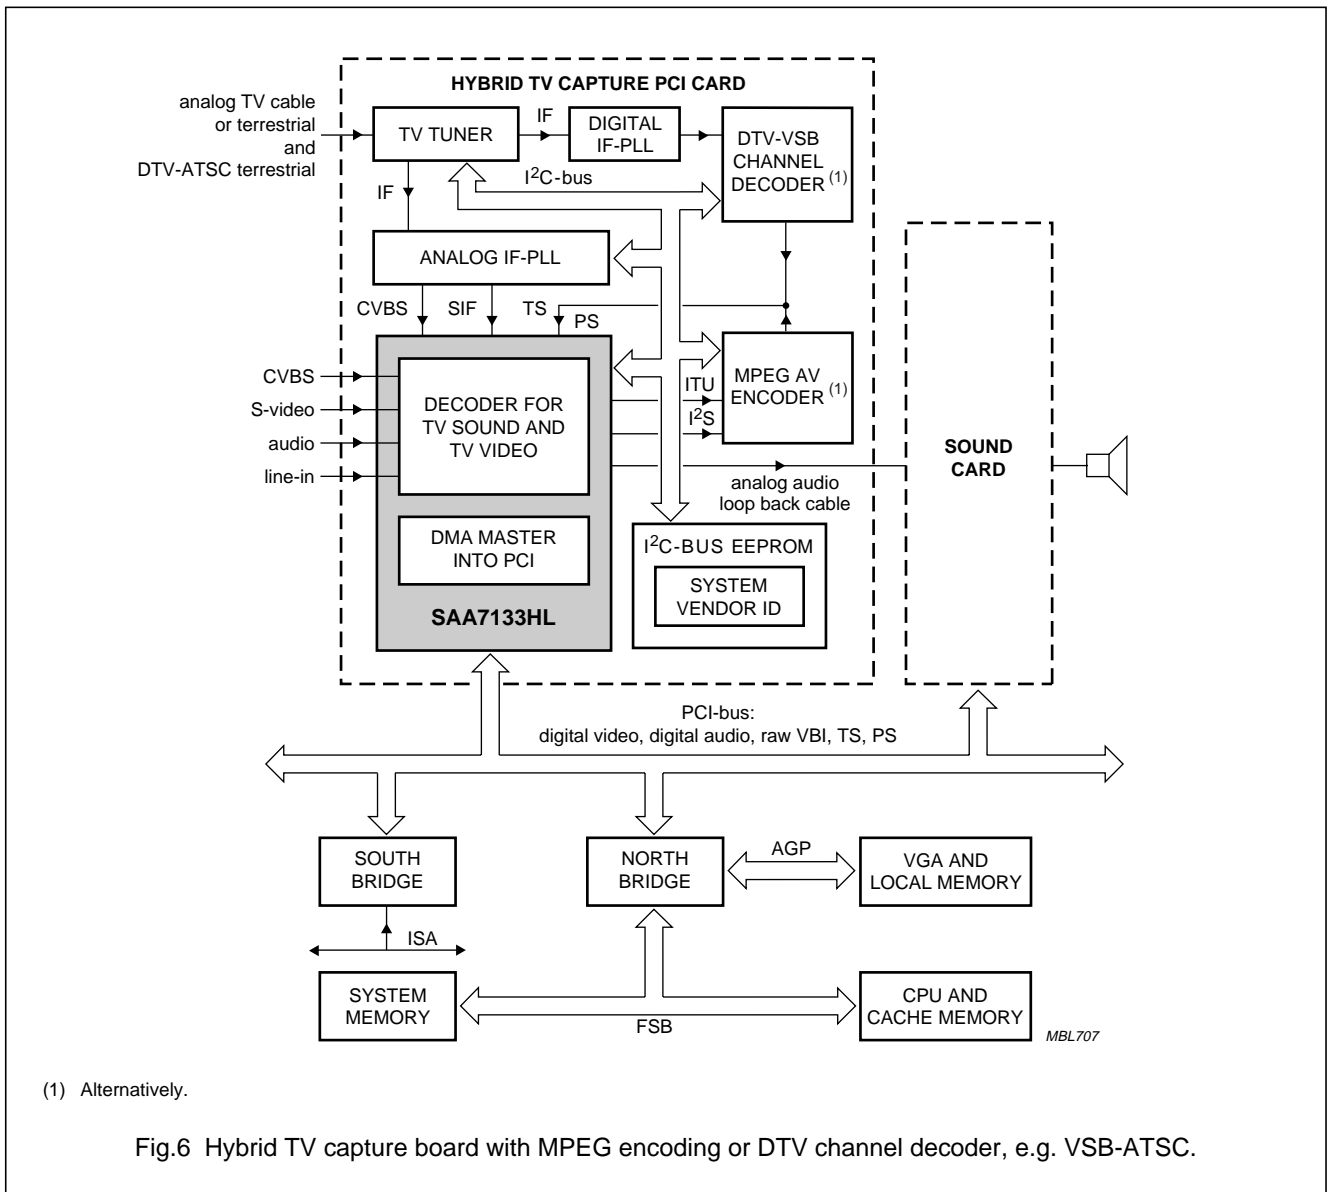 HYBRID TV CAPTURE PCI CARD
analog TV cable
or terrestrial
and
DTV-ATSC terrestrial
TV TUNER
IF
DIGITAL
IF-PLL
DTV-VSB
CHANNEL
DECODER (1)
I2C-bus
IF
ANALOG IF-PLL
CVBS
SIF
TS
PS
CVBS
S-video
audio
line-in
DECODER FOR
TV SOUND AND
TV VIDEO
ITU
I2S
MPEG AV
ENCODER (1)
SOUND
CARD
analog audio
loop back cable
DMA MASTER
INTO PCI
SAA7133HL
I2C-BUS EEPROM
SYSTEM
VENDOR ID
PCI-bus:
digital video, digital audio, raw VBI, TS, PS
SOUTH
BRIDGE
NORTH
BRIDGE
AGP
VGA AND
LOCAL MEMORY
ISA
SYSTEM
MEMORY
FSB
CPU AND
CACHE MEMORY
MBL707
(1) Alternatively.
Fig.6 Hybrid TV capture board with MPEG encoding or DTV channel decoder, e.g. VSB-ATSC.